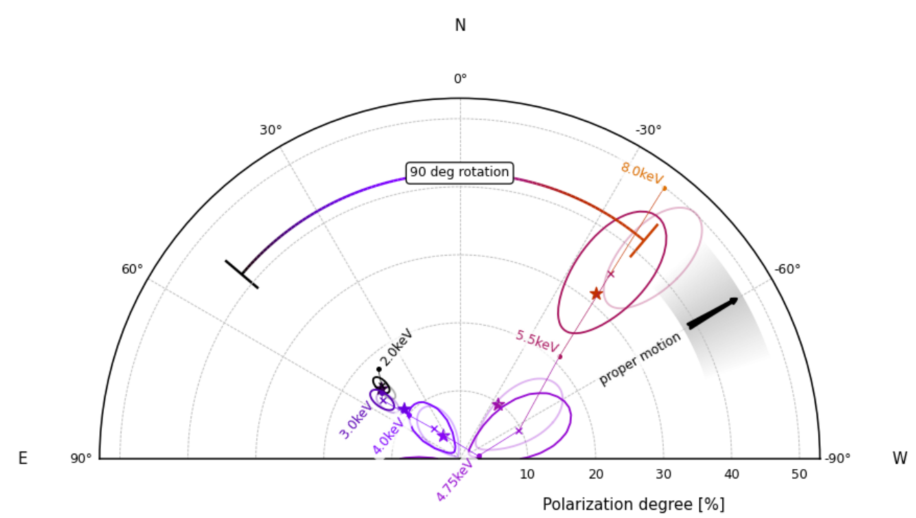 N
0°
30°
-30°
90 deg rotation
8.0keV
60°
-60°
2.0keV
5.5keV
proper motion
3.0keV
4.0keV
4.75keV
E
90°
10
20
30
40
50
-90°
W
Polarization degree [%]